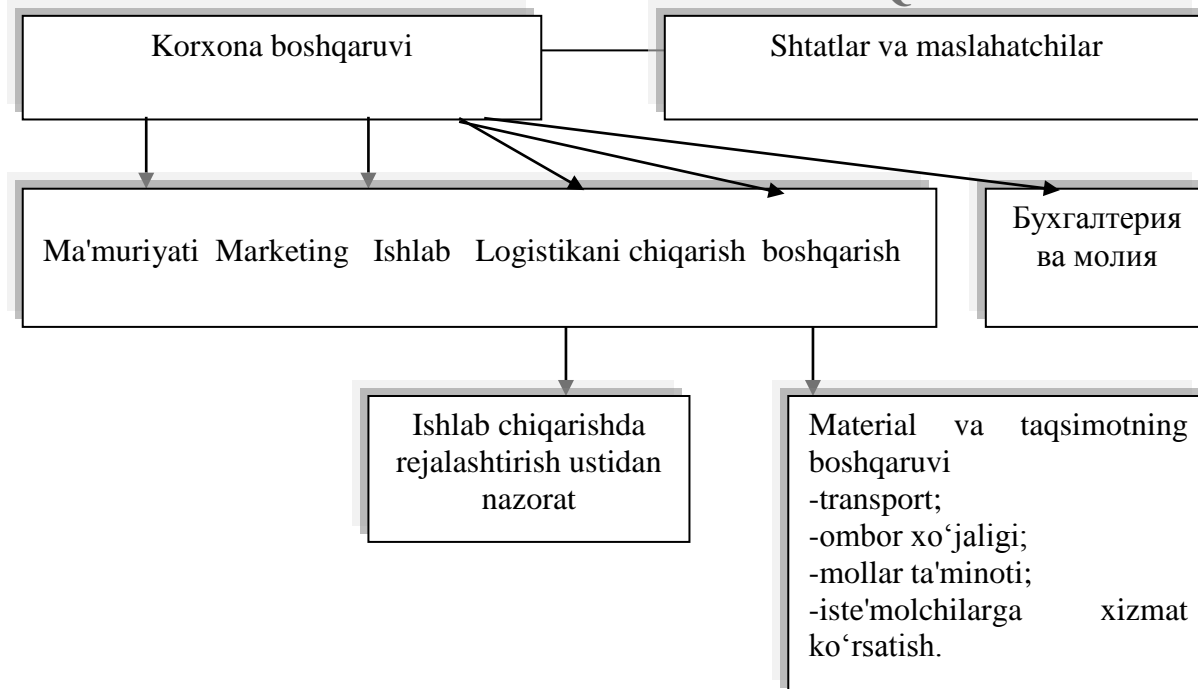 Korxona boshqaruvi
Shtatlar va maslahatchilar
Ma'muriyati Marketing Ishlab Logistikani chiqarish boshqarish
Бухгалтерия
ва молия
Ishlab chiqarishda
rejalashtirish ustidan
nazorat
Material va taqsimotning
boshqaruvi
-transport;
-ombor xo‘jaligi;
-mollar ta'minoti;
-iste'molchilarga xizmat
ko‘rsatish.